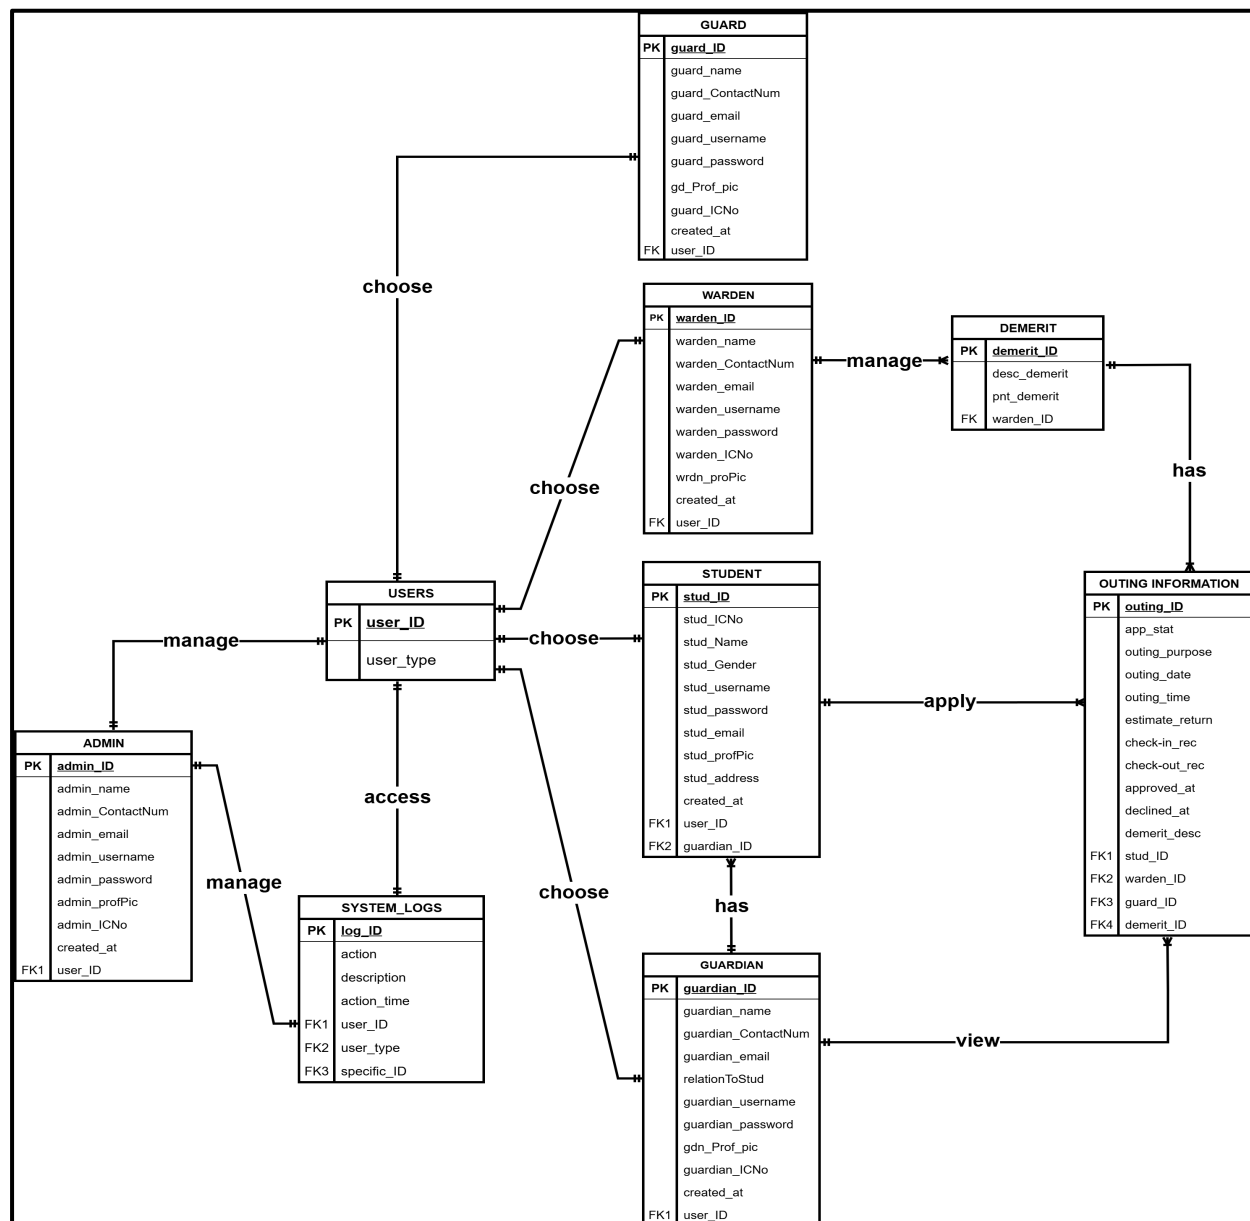 GUARD
PK guard_ID
guard_name
guard_ContactNum
guard_email
guard_username
guard_password
gd_Prof_pic
guard_ICNo
created_at
FK user_ID
choose
WARDEN
PK warden_ID
warden_name
warden_ContactNum
warden_email
warden_username
warden_password
warden_ICNo
wrdn_proPic
created_at
FK user_ID
manage
DEMERIT
PK demerit_ID
desc_demerit
pnt_demerit
FK warden_ID
has
choose
USERS
PK user_ID
user_type
manage
choose
STUDENT
PK stud_ID
stud_ICNo
stud_Name
stud_Gender
stud_username
stud_password
stud_email
stud_profPic
stud_address
created_at
FK1 user_ID
FK2 guardian_ID
apply
OUTING INFORMATION
PK outing_ID
app_stat
outing_purpose
outing_date
outing_time
estimate_return
check-in_rec
check-out_rec
approved_at
declined_at
demerit_desc
FK1 stud_ID
FK2 warden_ID
FK3 guard_ID
FK4 demerit_ID
ADMIN
PK admin_ID
admin_name
admin_ContactNum
admin_email
admin_username
admin_password
admin_profPic
admin_ICNo
created_at
FK1 user_ID
access
manage
choose
has
SYSTEM_LOGS
PK log_ID
action
description
action_time
FK1 user_ID
FK2 user_type
FK3 specific_ID
GUARDIAN
PK guardian_ID
guardian_name
guardian_ContactNum
guardian_email
relationToStud
guardian_username
guardian_password
gdn_Prof_pic
guardian_ICNo
created_at
FK1 user_ID
view